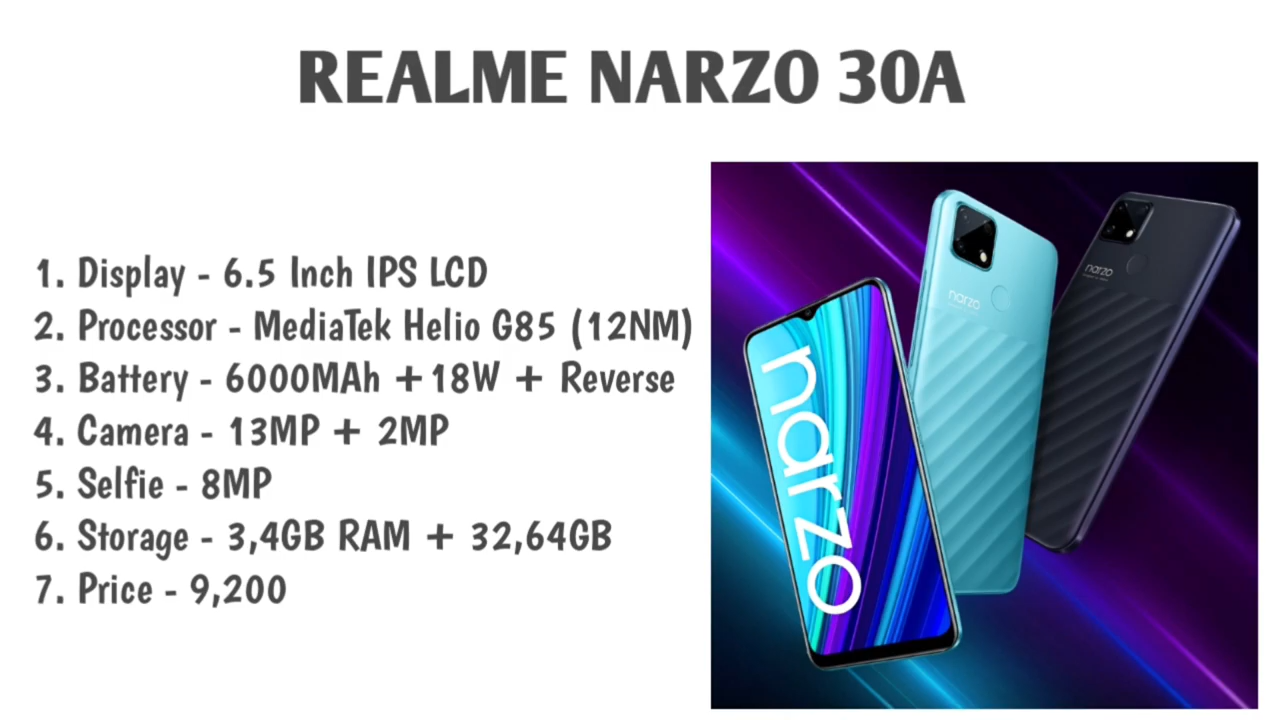 REALME NARZO 30A
1. Display - 6.5 Inch IPS LCD
2. Processor - MediaTek Helio G85 (12NM)
3. Battery - 6000MAh +18W + Reverse
4. Camera - 13MP + 2MP
5. Selfie - 8MP
6. Storage - 3,4GB RAM + 32,64GB
7. Price - 9,200
narzo
narzo
narzo